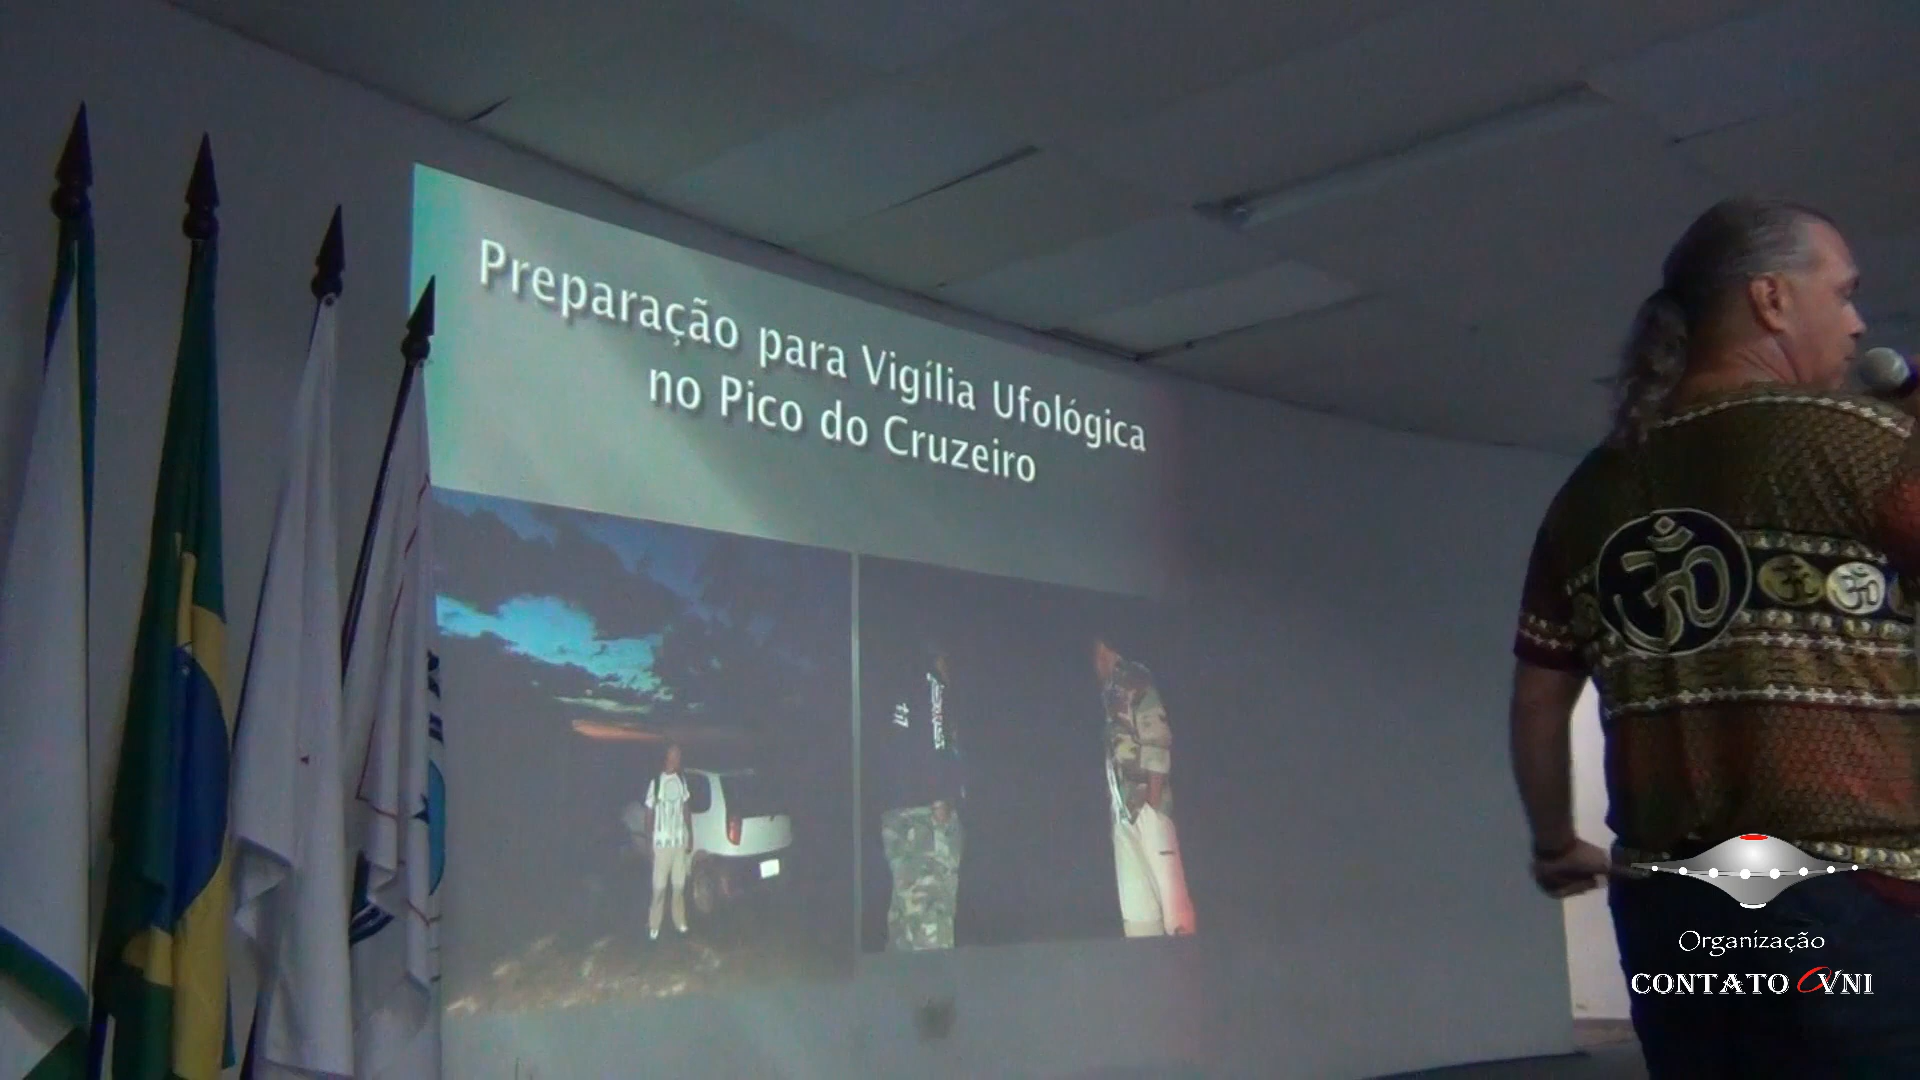 Preparação para Vigília Ufológica
no Pico do Cruzeiro
Organização
CONTATO OVNI